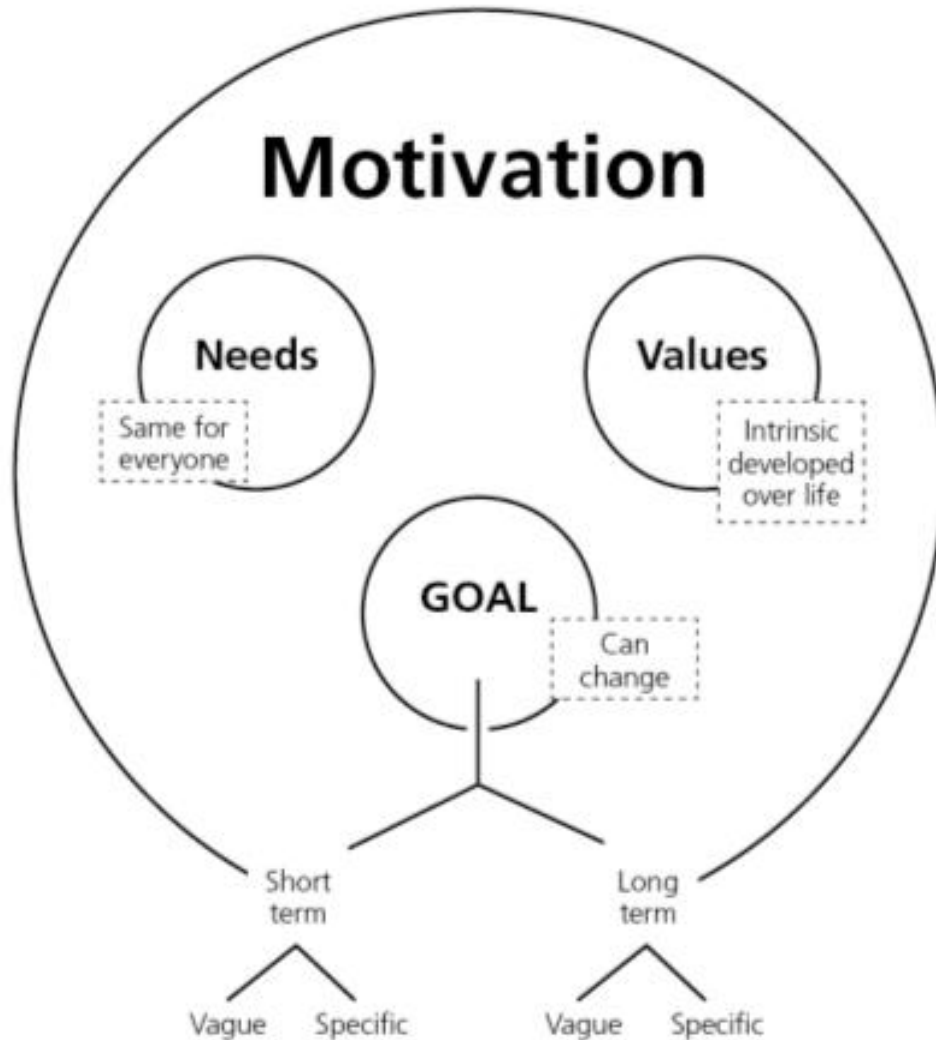 Motivation
Needs
Values
Same for
everyone
Intrinsic
developed
over life
GOAL
Can
change
Short
term
Long
term
Vague
Specific
Vague
Specific